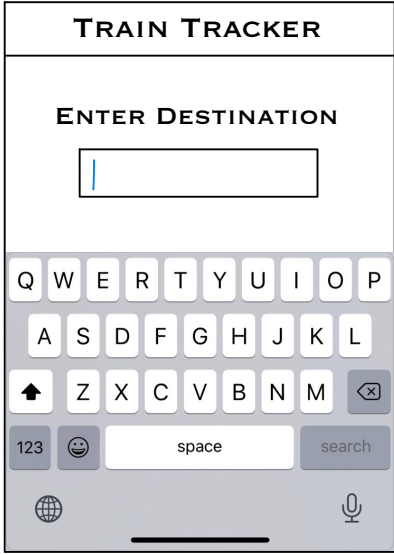 TRAIN TRACKER
ENTER DESTINATION
Q W E R T Y U I O P
A S D F G H J K L
Z X C V B N M
123 space search